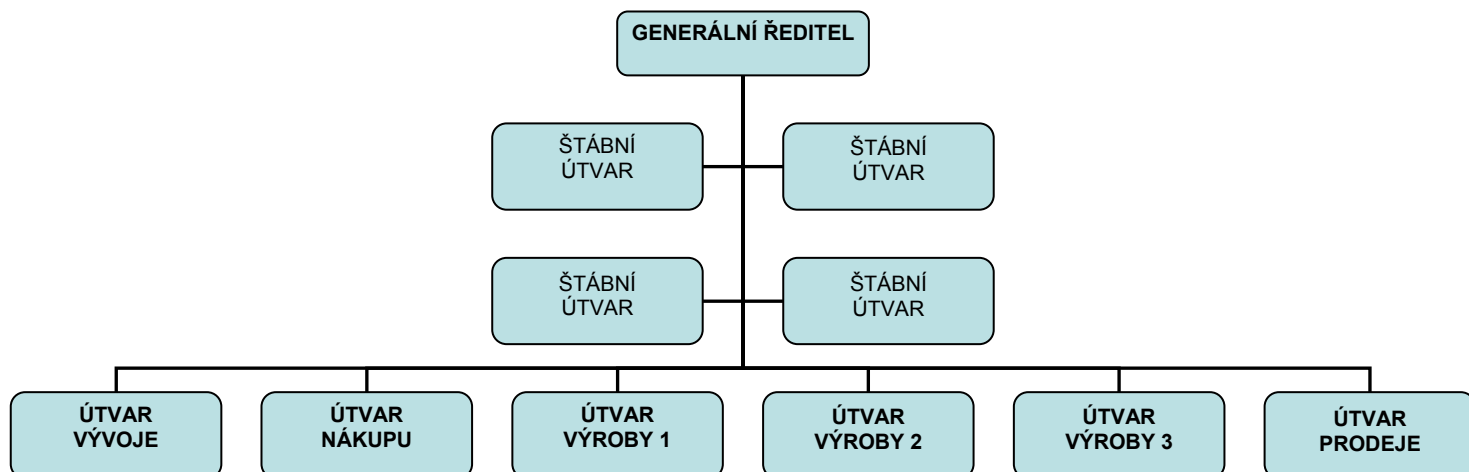 GENERÁLNÍ ŘEDITEL
ŠTÁBNÍ
ÚTVAR
ŠTÁBNÍ
ÚTVAR
ŠTÁBNÍ
ÚTVAR
ŠTÁBNÍ
ÚTVAR
ÚTVAR
VÝVOJE
ÚTVAR
NÁKUPU
ÚTVAR
VÝROBY 1
ÚTVAR
VÝROBY 2
ÚTVAR
VÝROBY 3
ÚTVAR
PRODEJE